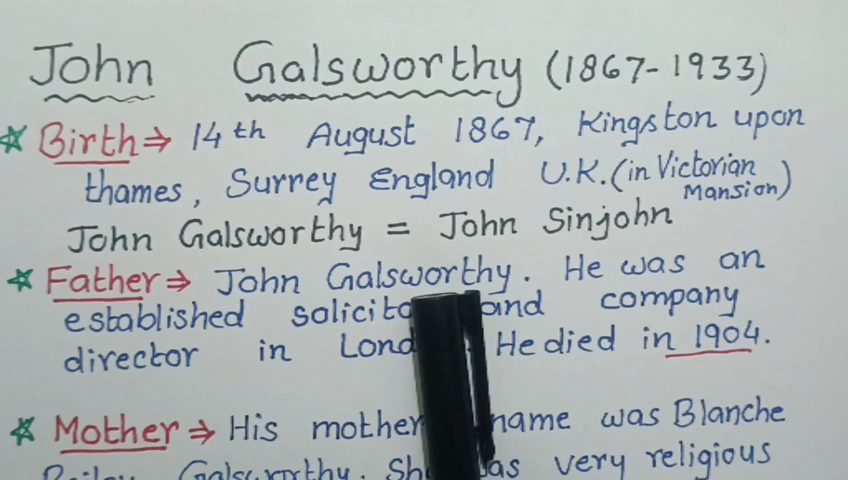 John Galsworthy (1867-1933)
Birth ⇒ 14th August 1867, Kingston upon
thames, Surrey England U.K. (in Victorian Mansion)
John Galsworthy = John Sinjohn
Father ⇒ John Galsworthy. He was an
established and company
director in He died in 1904.
Mother ⇒ His mother name was Blanche
Galsworthy. very religious